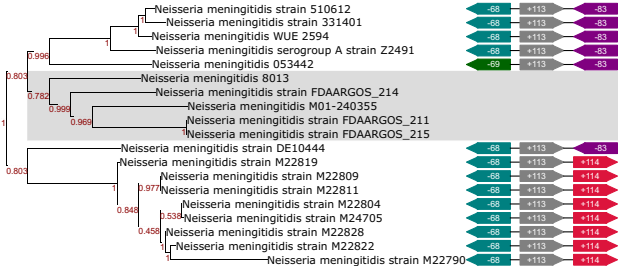 Neisseria meningitidis strain 510612 -68 +113 -83
1 Neisseria meningitidis strain 331401 -68 +113 -83
1 Neisseria meningitidis WUE 2594 -68 +113 -83
0.996 Neisseria meningitidis serogroup A strain Z2491 -68 +113 -83
Neisseria meningitidis 053442 -69 +113 -83
0.803 Neisseria meningitidis 8013
0.782 Neisseria meningitidis strain FDAARGOS_214
0.999 Neisseria meningitidis M01-240355
1 0.969 Neisseria meningitidis strain FDAARGOS_211
1 Neisseria meningitidis strain FDAARGOS_215
Neisseria meningitidis strain DE10444 -68 +113 -83
0.803 Neisseria meningitidis strain M22819 -68 +113 +114
1 Neisseria meningitidis strain M22809 -68 +113 +114
0.977 Neisseria meningitidis strain M22811 -68 +113 +114
0.848 Neisseria meningitidis strain M22804 -68 +113 +114
0.538 Neisseria meningitidis strain M24705 -68 +113 +114
0.458 Neisseria meningitidis strain M22828 -68 +113 +114
1 Neisseria meningitidis strain M22822 -68 +113 +114
1 Neisseria meningitidis strain M22790 -68 +113 +114